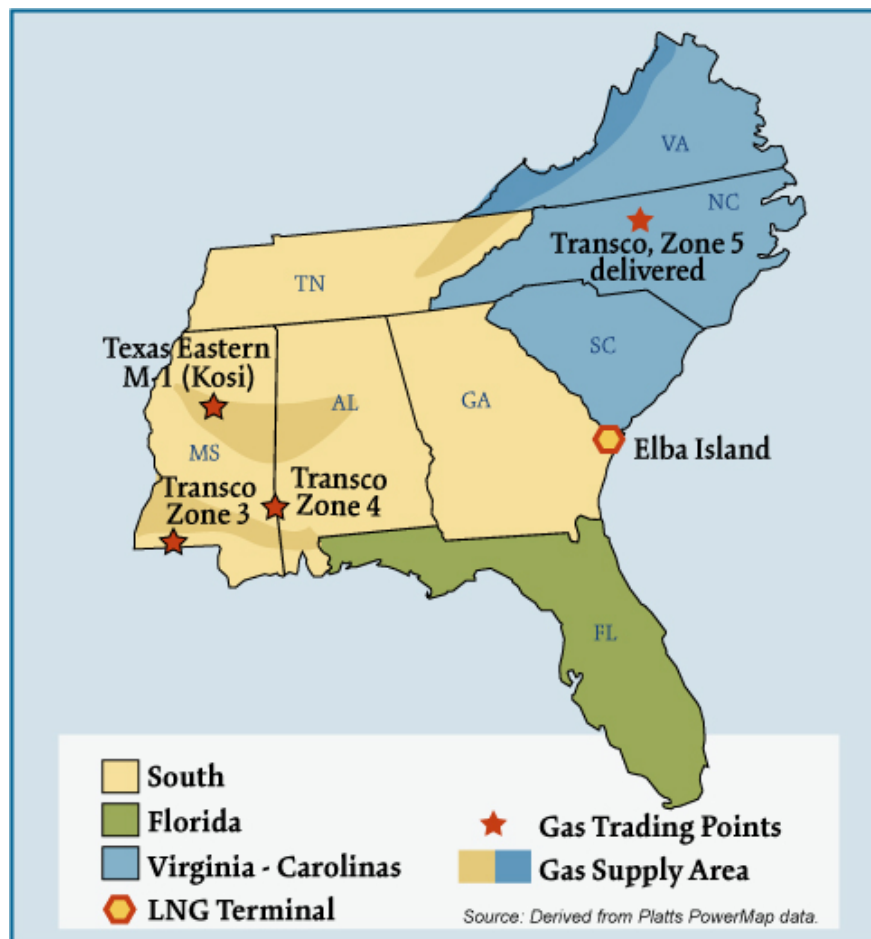 VA
NC
Transco, Zone 5
delivered
TN
Texas Eastern
M-1 (Kosi)
AL
GA
SC
MS
Elba Island
Transco
Zone 3
Transco
Zone 4
FL
South
Florida
Virginia - Carolinas
LNG Terminal
Gas Trading Points
Gas Supply Area
Source: Derived from Platts PowerMap data.